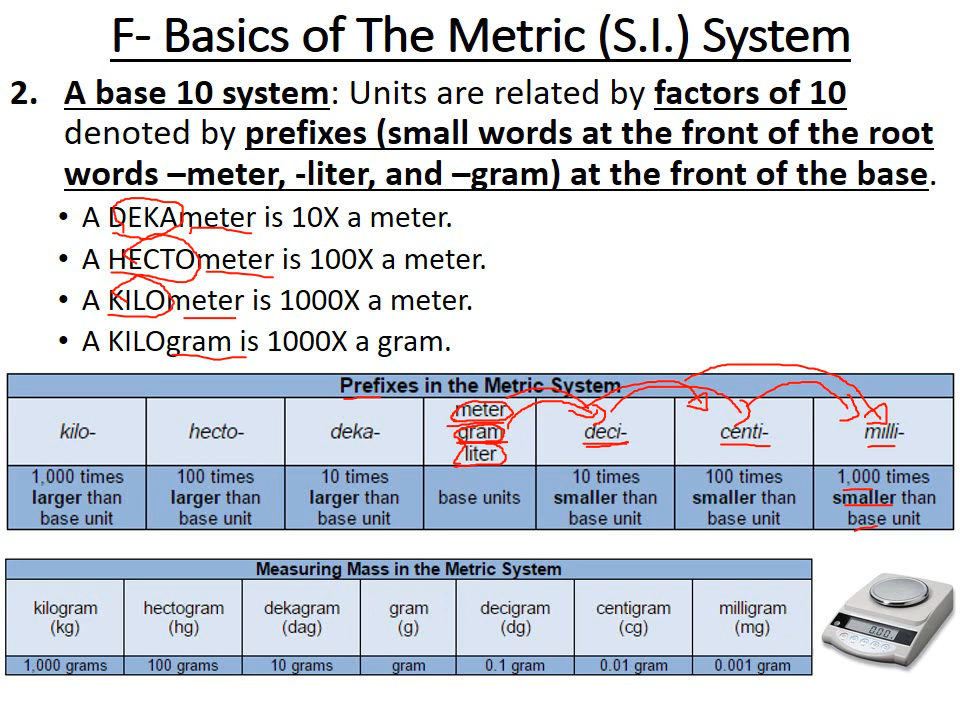 F- Basics of The Metric (S.I.) System
2. A base 10 system: Units are related by factors of 10
denoted by prefixes (small words at the front of the root
words –meter, -liter, and –gram) at the front of the base.
• A DEKAmeter is 10X a meter.
• A HECTOmeter is 100X a meter.
• A KILOmeter is 1000X a meter.
• A KILOgram is 1000X a gram.
Prefixes in the Metric System
kilo- hecto- deka- meter gram liter deci- centi- milli-
1,000 times larger than base unit 100 times larger than base unit 10 times larger than base unit base units 10 times smaller than base unit 100 times smaller than base unit 1,000 times smaller than base unit
Measuring Mass in the Metric System
kilogram (kg) hectogram (hg) dekagram (dag) gram (g) decigram (dg) centigram (cg) milligram (mg)
1,000 grams 100 grams 10 grams gram 0.1 gram 0.01 gram 0.001 gram
0.00